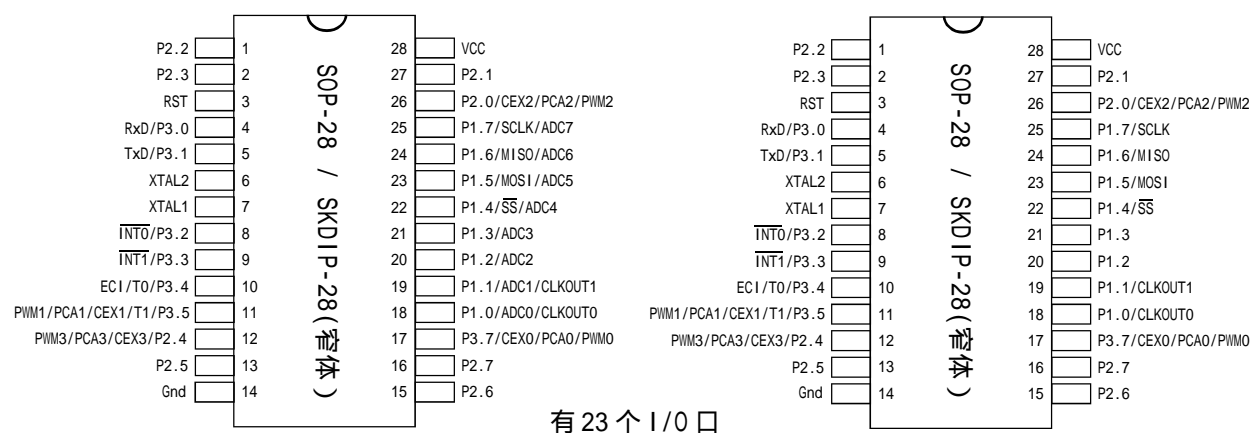 P2.2 1 28 VCC
P2.3 2 27 P2.1
RST 3 26 P2.0/CEX2/PCA2/PWM2
RxD/P3.0 4 25 P1.7/SCLK/ADC7
TxD/P3.1 5 24 P1.6/MISO/ADC6
XTAL2 6 23 P1.5/MOSI/ADC5
XTAL1 7 22 P1.4/S̅S̅/ADC4
I̅N̅T̅0̅/P3.2 8 21 P1.3/ADC3
I̅N̅T̅1̅/P3.3 9 20 P1.2/ADC2
ECI/T0/P3.4 10 19 P1.1/ADC1/CLKOUT1
PWM1/PCA1/CEX1/T1/P3.5 11 18 P1.0/ADC0/CLKOUT0
PWM3/PCA3/CEX3/P2.4 12 17 P3.7/CEX0/PCA0/PWM0
P2.5 13 16 P2.7
Gnd 14 15 P2.6
SOP-28 / SKDIP-28(窄体)
P2.2 1 28 VCC
P2.3 2 27 P2.1
RST 3 26 P2.0/CEX2/PCA2/PWM2
RxD/P3.0 4 25 P1.7/SCLK
TxD/P3.1 5 24 P1.6/MISO
XTAL2 6 23 P1.5/MOSI
XTAL1 7 22 P1.4/S̅S̅
I̅N̅T̅0̅/P3.2 8 21 P1.3
I̅N̅T̅1̅/P3.3 9 20 P1.2
ECI/T0/P3.4 10 19 P1.1/CLKOUT1
PWM1/PCA1/CEX1/T1/P3.5 11 18 P1.0/CLKOUT0
PWM3/PCA3/CEX3/P2.4 12 17 P3.7/CEX0/PCA0/PWM0
P2.5 13 16 P2.7
Gnd 14 15 P2.6
SOP-28 / SKDIP-28(窄体)
有23个I/O口